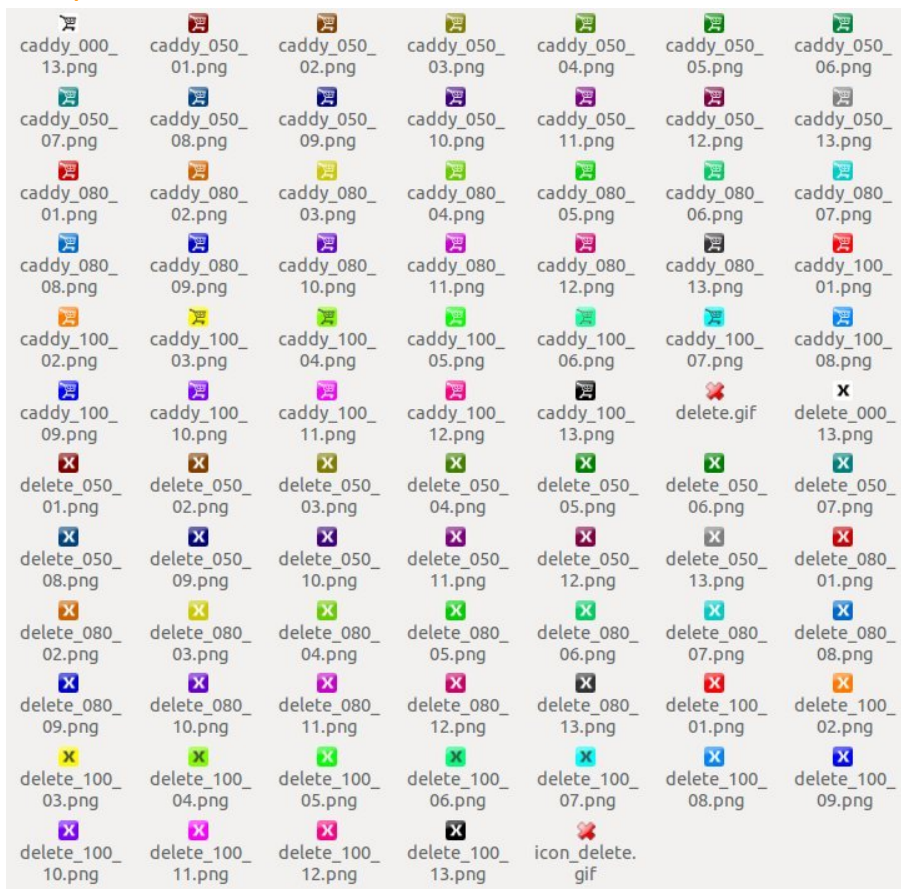 caddy_000_ caddy_050_ caddy_050_ caddy_050_ caddy_050_ caddy_050_ caddy_050_
13.png 01.png 02.png 03.png 04.png 05.png 06.png
caddy_050_ caddy_050_ caddy_050_ caddy_050_ caddy_050_ caddy_050_ caddy_050_
07.png 08.png 09.png 10.png 11.png 12.png 13.png
caddy_080_ caddy_080_ caddy_080_ caddy_080_ caddy_080_ caddy_080_ caddy_080_
01.png 02.png 03.png 04.png 05.png 06.png 07.png
caddy_080_ caddy_080_ caddy_080_ caddy_080_ caddy_080_ caddy_080_ caddy_100_
08.png 09.png 10.png 11.png 12.png 13.png 01.png
caddy_100_ caddy_100_ caddy_100_ caddy_100_ caddy_100_ caddy_100_ caddy_100_
02.png 03.png 04.png 05.png 06.png 07.png 08.png
caddy_100_ caddy_100_ caddy_100_ caddy_100_ caddy_100_ delete.gif delete_000_
09.png 10.png 11.png 12.png 13.png 13.png
delete_050_ delete_050_ delete_050_ delete_050_ delete_050_ delete_050_ delete_050_
01.png 02.png 03.png 04.png 05.png 06.png 07.png
delete_050_ delete_050_ delete_050_ delete_050_ delete_050_ delete_050_ delete_080_
08.png 09.png 10.png 11.png 12.png 13.png 01.png
delete_080_ delete_080_ delete_080_ delete_080_ delete_080_ delete_080_ delete_080_
02.png 03.png 04.png 05.png 06.png 07.png 08.png
delete_080_ delete_080_ delete_080_ delete_080_ delete_080_ delete_100_ delete_100_
09.png 10.png 11.png 12.png 13.png 01.png 02.png
delete_100_ delete_100_ delete_100_ delete_100_ delete_100_ delete_100_ delete_100_
03.png 04.png 05.png 06.png 07.png 08.png 09.png
delete_100_ delete_100_ delete_100_ delete_100_ icon_delete.
10.png 11.png 12.png 13.png gif